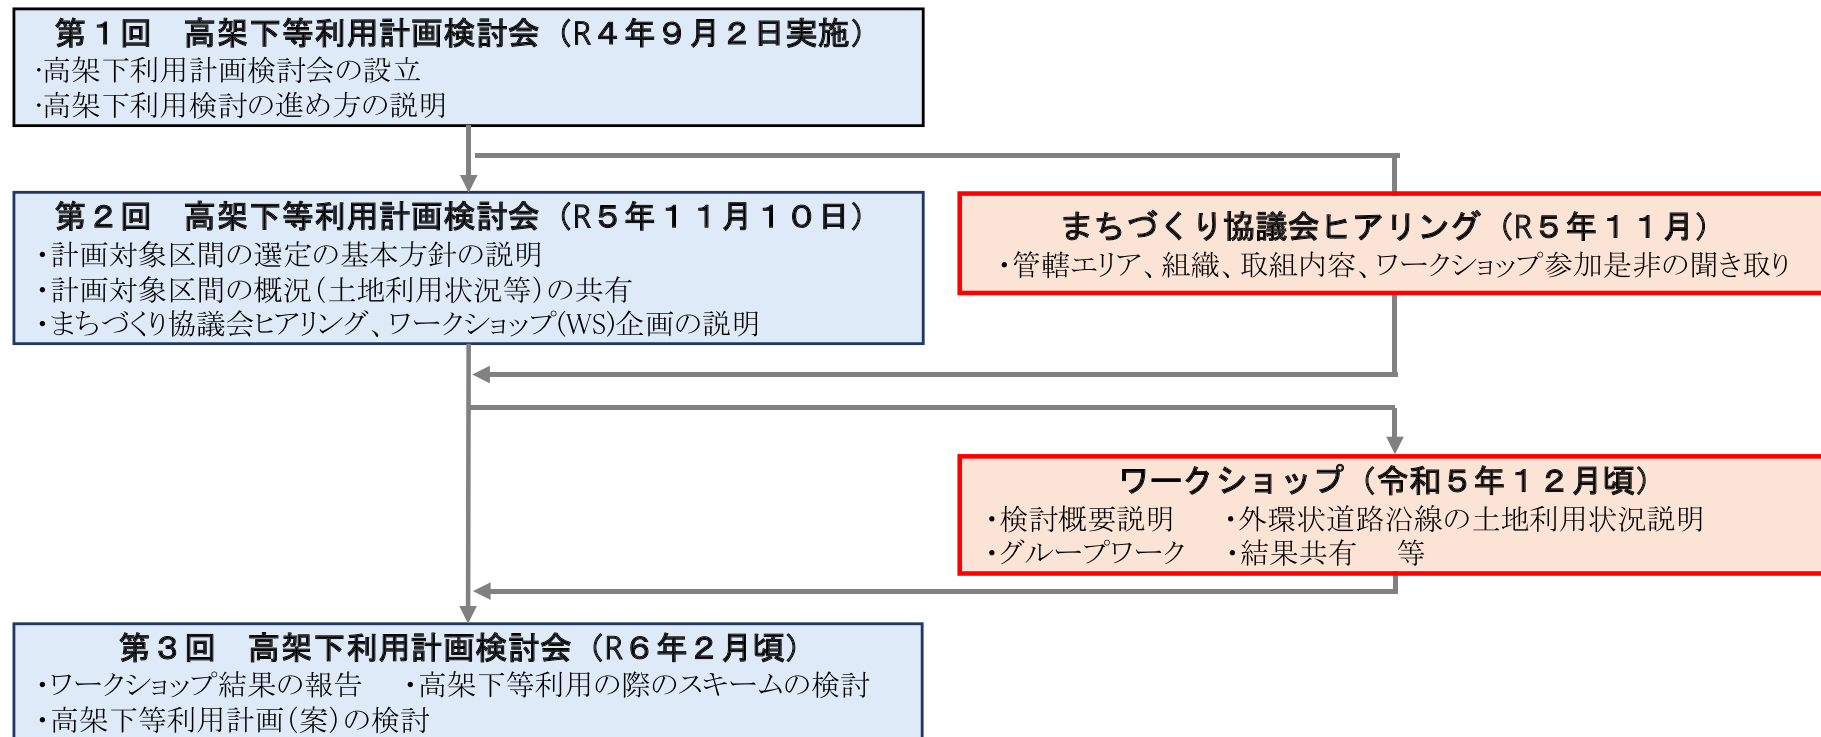 第１回　高架下等利用計画検討会（R４年９月２日実施）
・高架下利用計画検討会の設立
・高架下利用検討の進め方の説明
第２回　高架下等利用計画検討会（R５年１１月１０日）
・計画対象区間の選定の基本方針の説明
・計画対象区間の概況（土地利用状況等）の共有
・まちづくり協議会ヒアリング、ワークショップ(WS)企画の説明
まちづくり協議会ヒアリング（R５年１１月）
・管轄エリア、組織、取組内容、ワークショップ参加是非の聞き取り
ワークショップ（令和５年１２月頃）
・検討概要説明　・外環状道路沿線の土地利用状況説明
・グループワーク　・結果共有　等
第３回　高架下利用計画検討会（R６年２月頃）
・ワークショップ結果の報告　・高架下等利用の際のスキームの検討
・高架下等利用計画（案）の検討